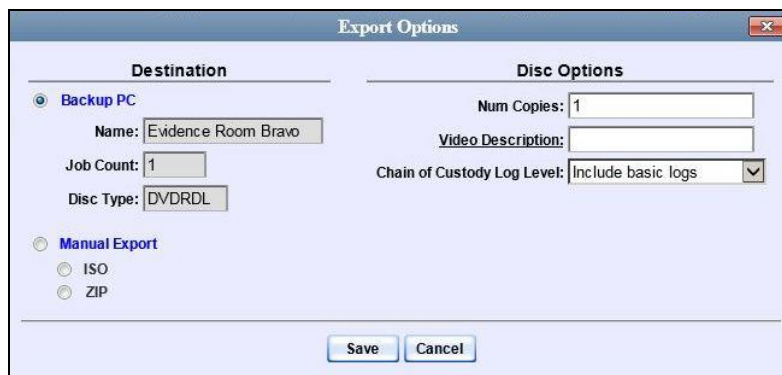 Export Options
Destination
Backup PC
Name: Evidence Room Bravo
Job Count: 1
Disc Type: DVDRDL
Manual Export
ISO
ZIP
Disc Options
Num Copies: 1
Video Description:
Chain of Custody Log Level: Include basic logs
Save Cancel